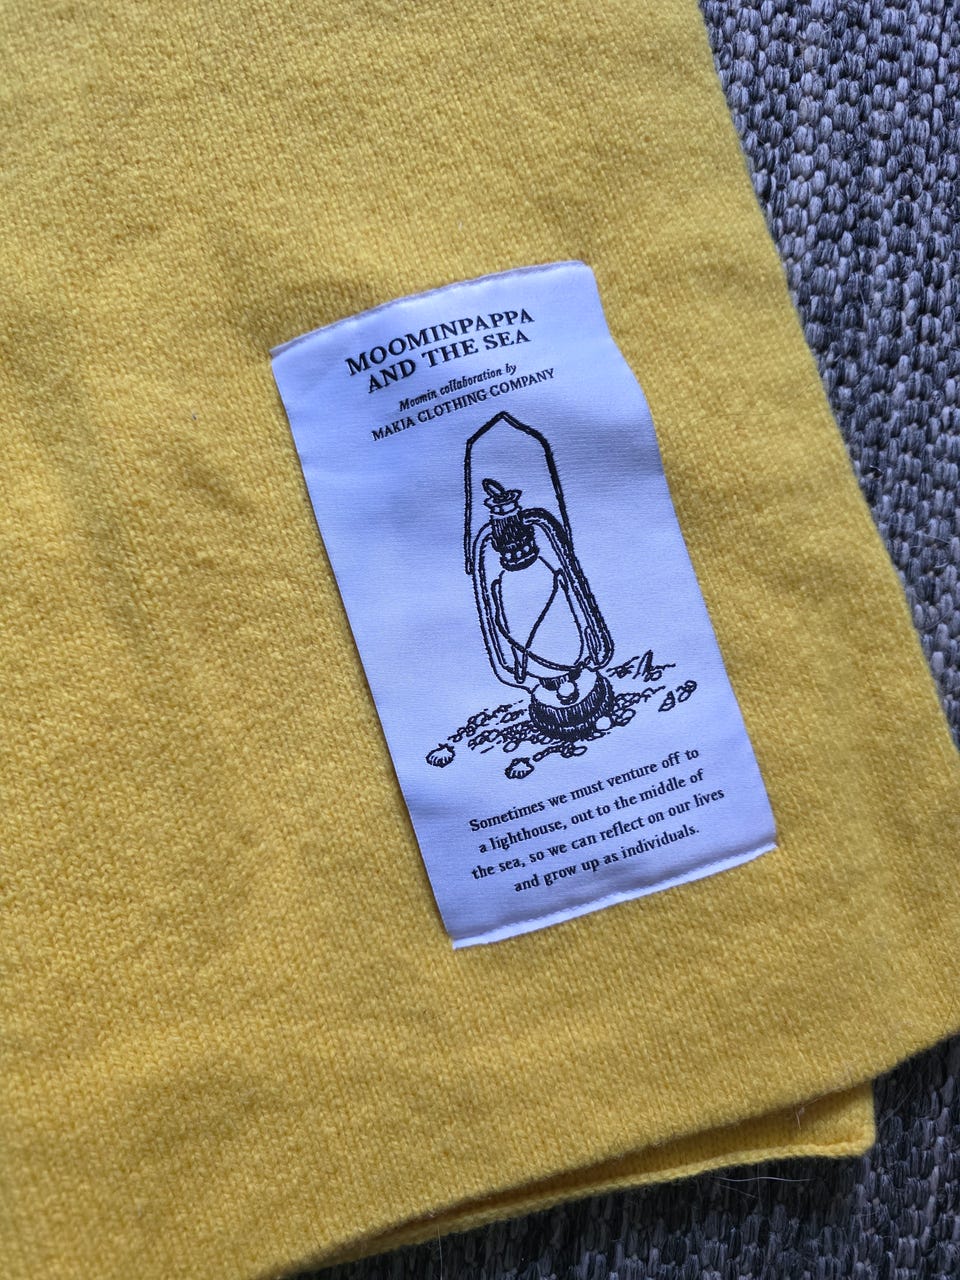 MOOMINPAPPA
AND THE SEA
Moomin collaboration by
MAKIA CLOTHING COMPANY
Sometimes we must venture off to
a lighthouse, out to the middle of
the sea, so we can reflect on our lives
and grow up as individuals.